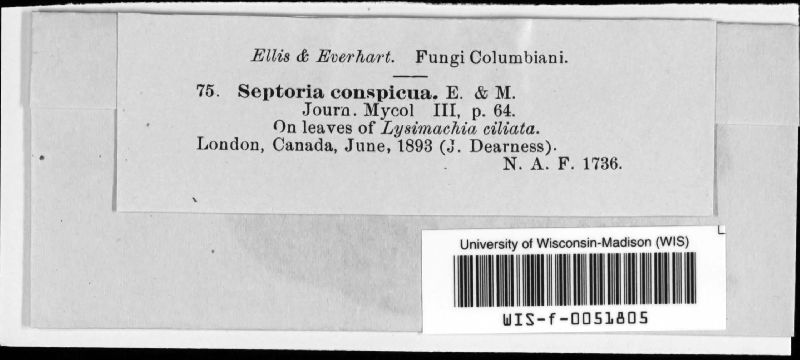 Ellis & Everhart. Fungi Columbiani.
75. Septoria conspicua. E. & M.
Journ. Mycol III, p. 64.
On leaves of Lysimachia ciliata.
London, Canada, June, 1893 (J. Dearness).
N. A. F. 1736.
University of Wisconsin-Madison (WIS)
WIS-f-0051805